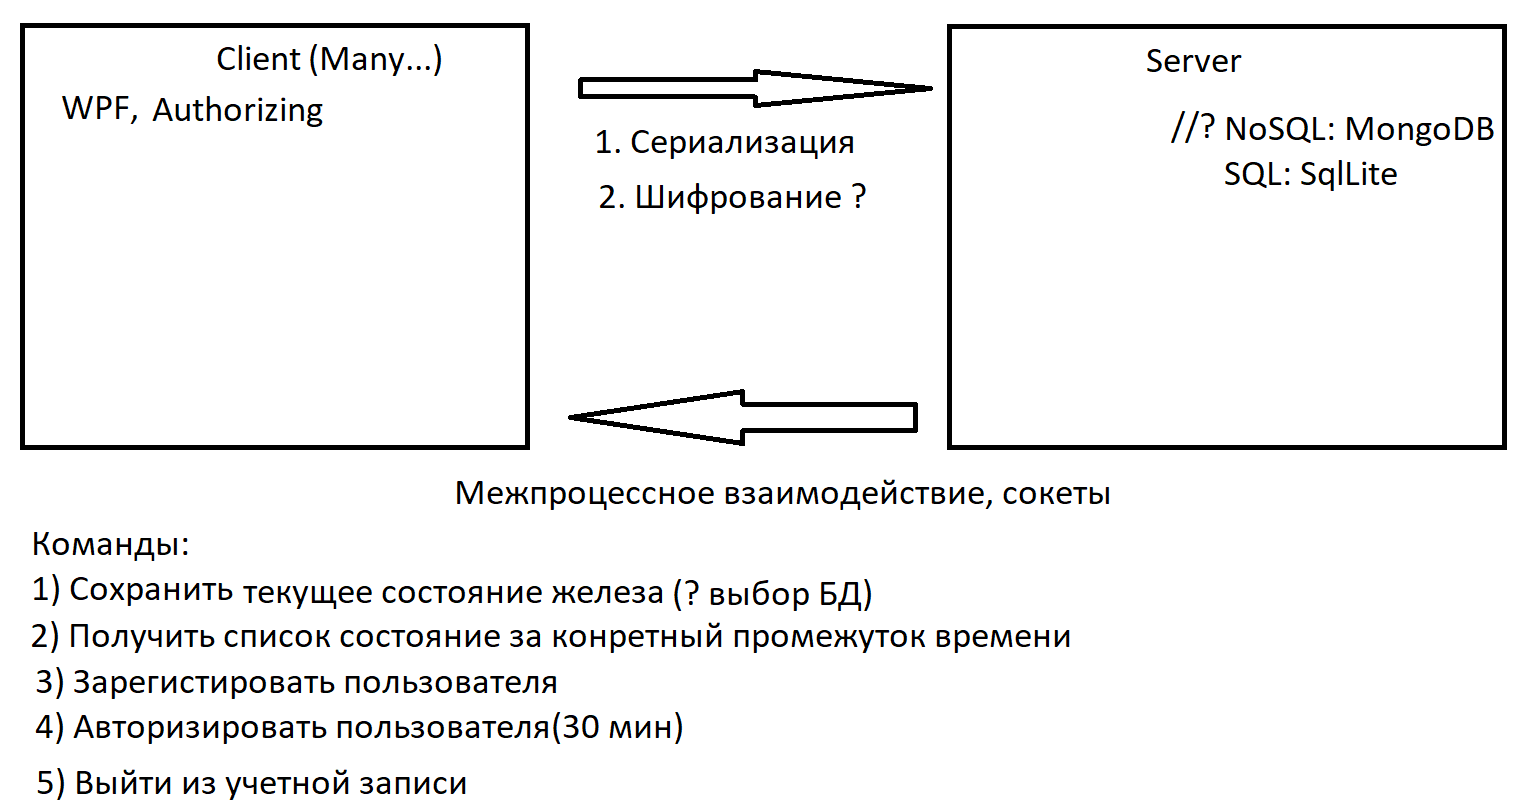 Client (Many...)
WPF, Authorizing
Server
//? NoSQL: MongoDB
SQL: SqlLite
1. Сериализация
2. Шифрование ?
Межпроцессное взаимодействие, сокеты
Команды:
1) Сохранить текущее состояние железа (? выбор БД)
2) Получить список состояние за конретный промежуток времени
3) Зарегистировать пользователя
4) Авторизировать пользователя(30 мин)
5) Выйти из учетной записи